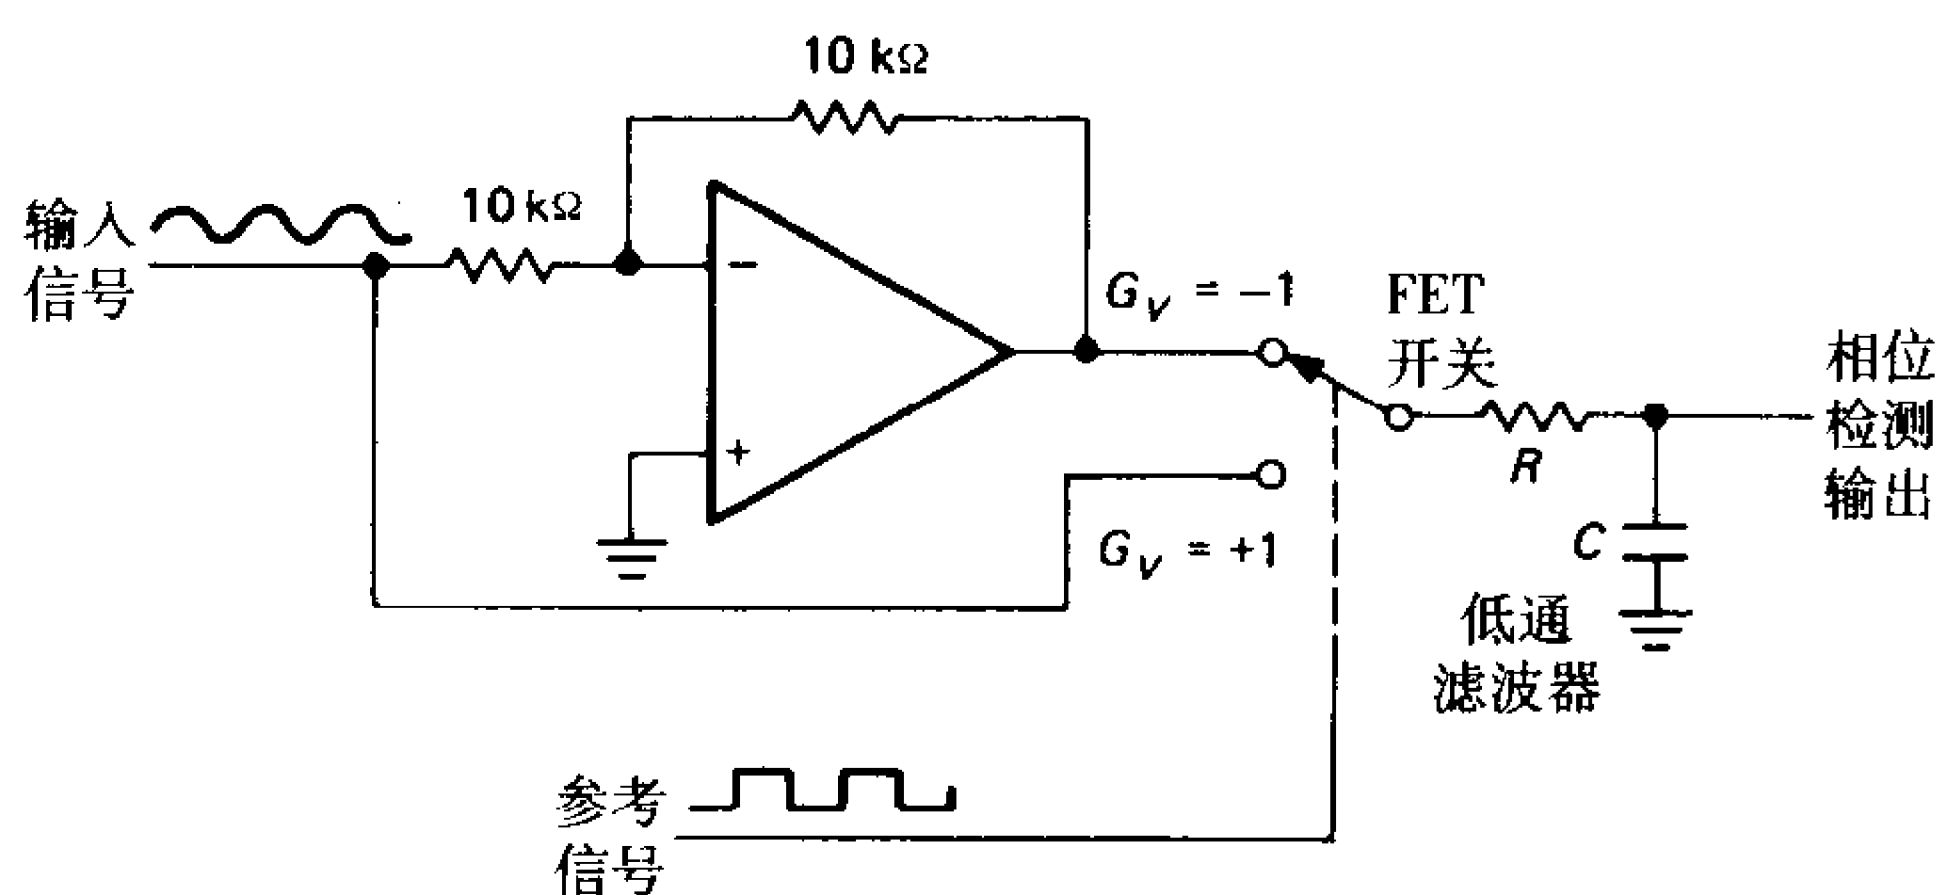 10 kΩ
10 kΩ
输入
信号
−
+
G_V = −1
G_V = +1
FET
开关
R
C
相位
检测
输出
低通
滤波器
参考
信号